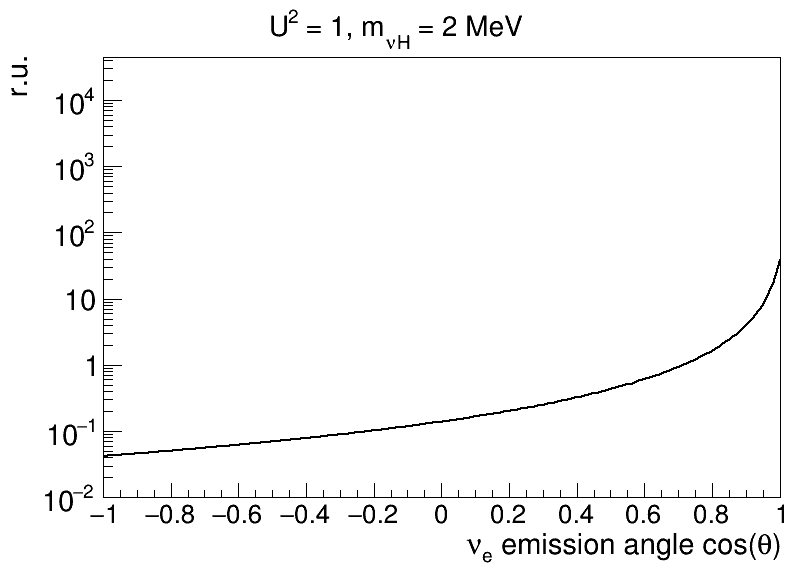 U² = 1, m_νH = 2 MeV
r.u.
10⁴
10³
10²
10
1
10⁻¹
10⁻²
−1 −0.8 −0.6 −0.4 −0.2 0 0.2 0.4 0.6 0.8 1
ν_e emission angle cos(θ)